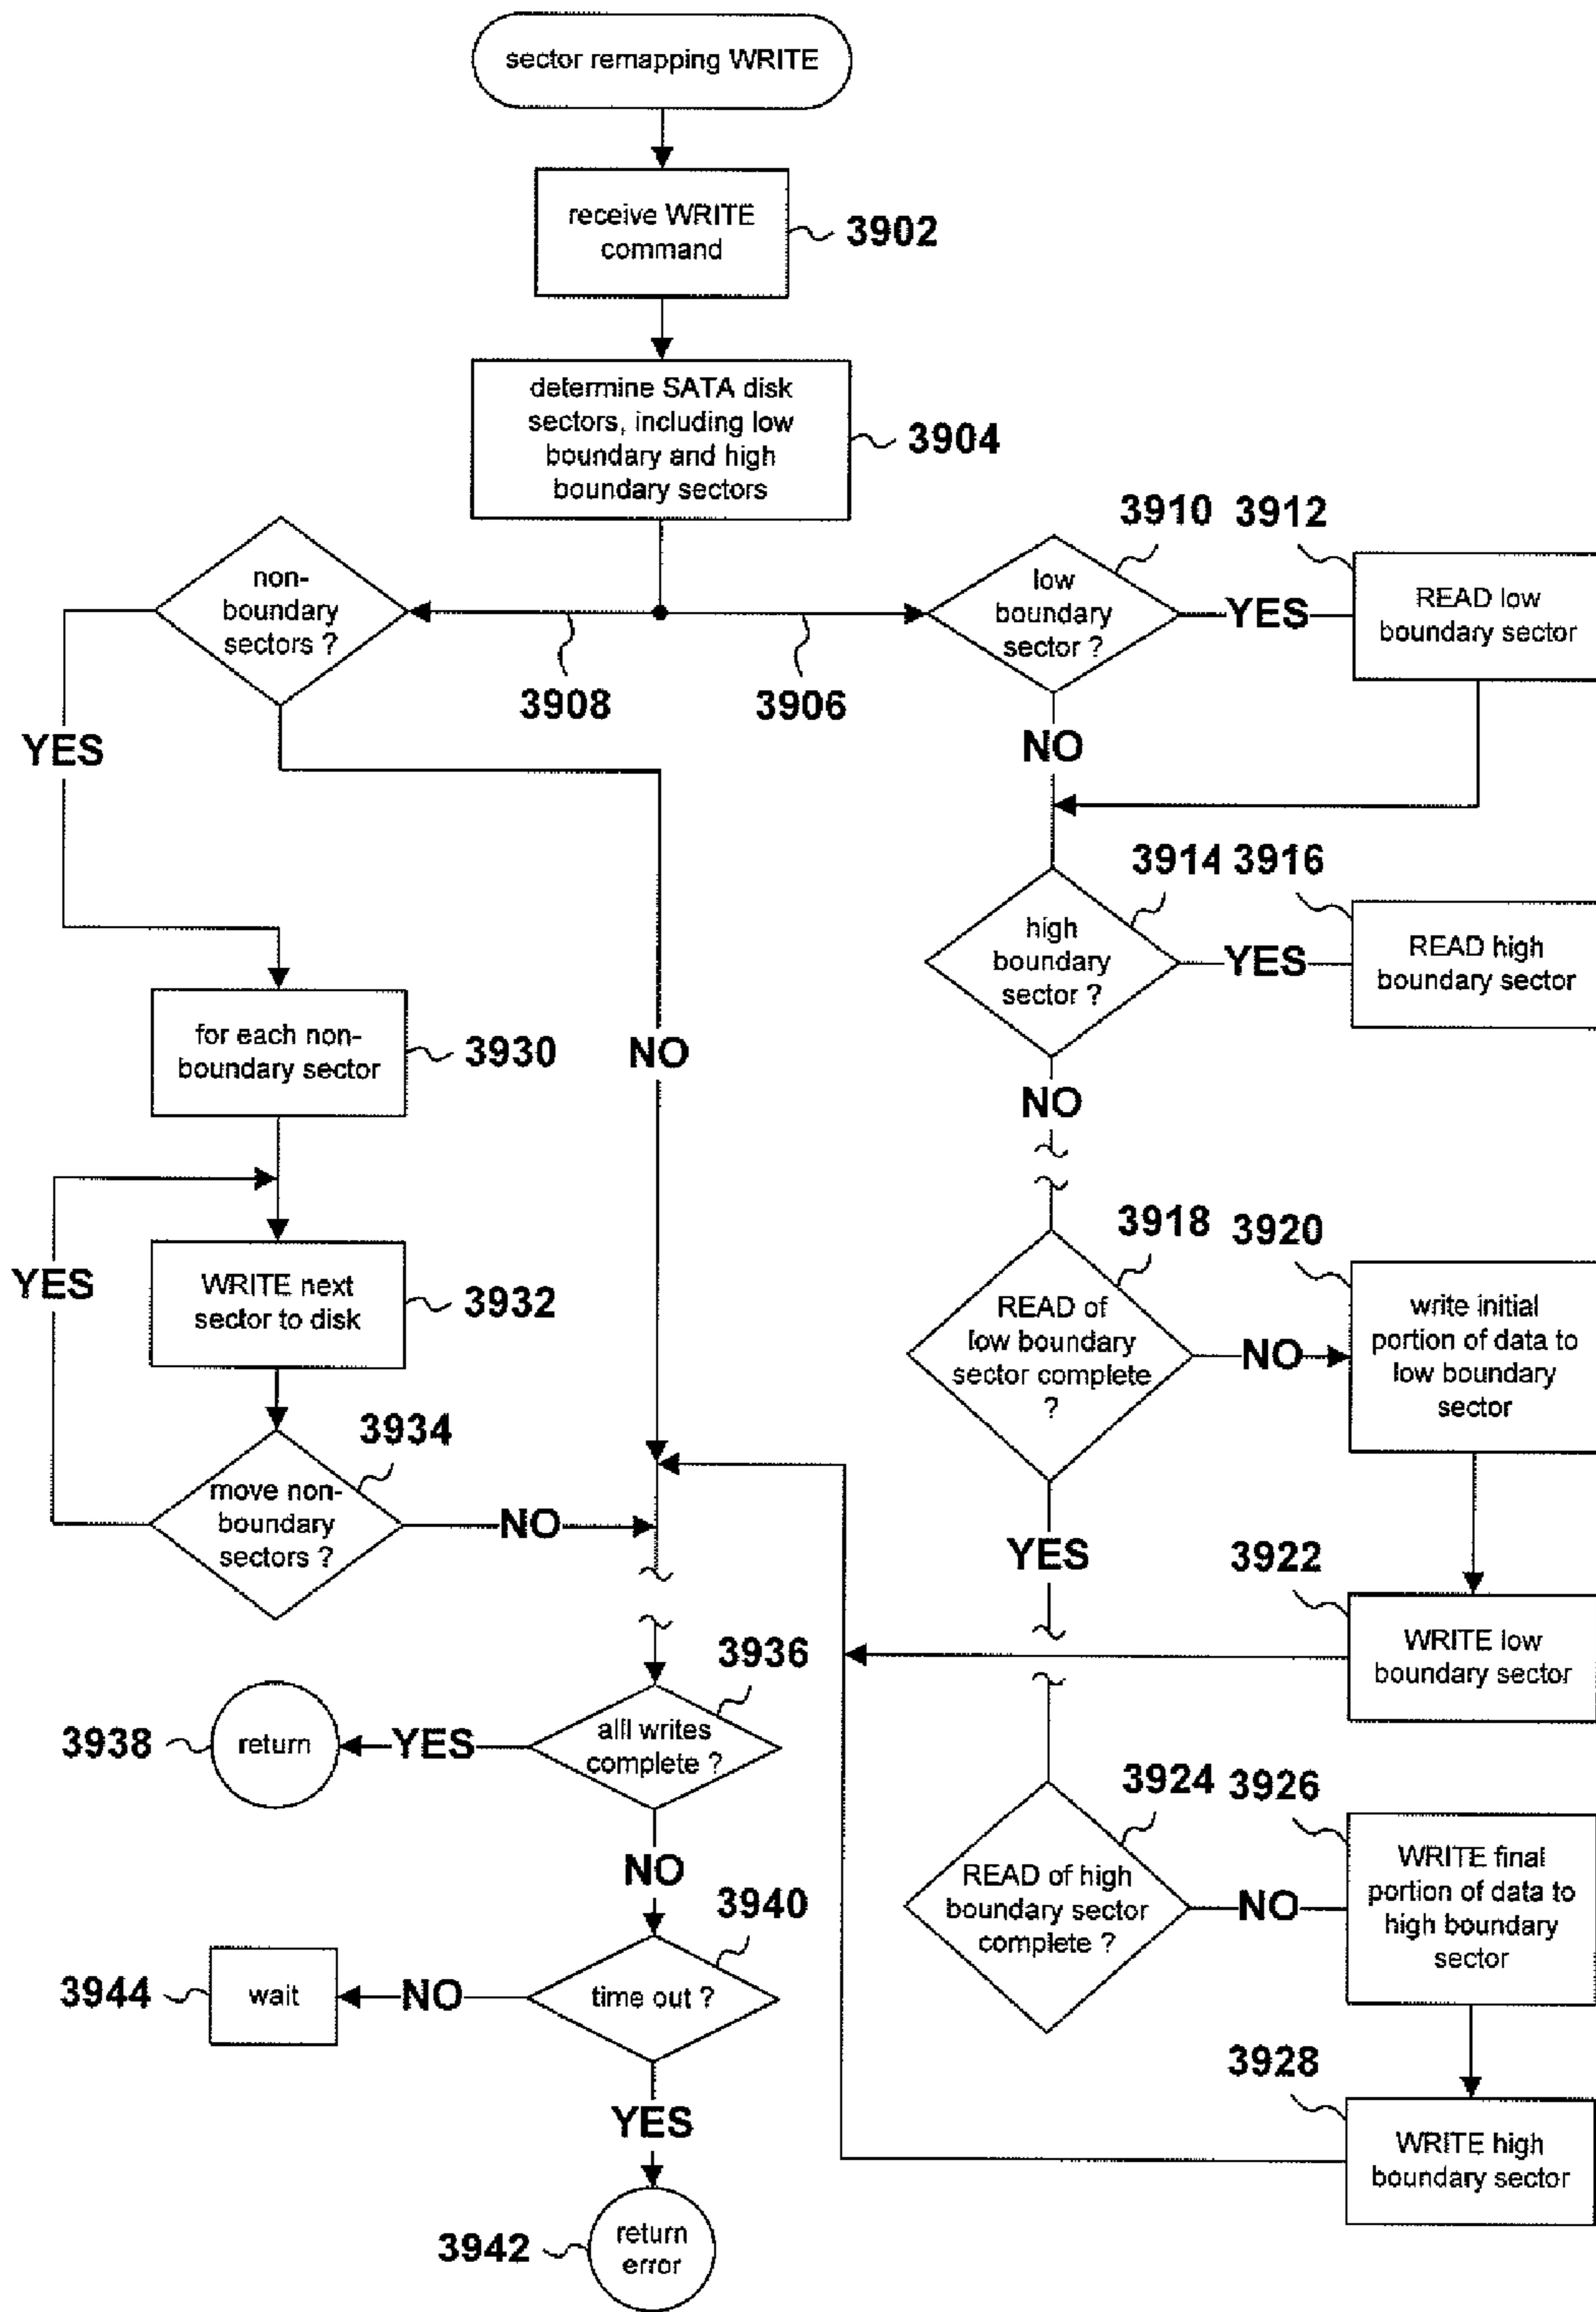 sector remapping WRITE
receive WRITE
command
3902
determine SATA disk
sectors, including low
boundary and high
boundary sectors
3904
non-
boundary
sectors ?
3908
3906
low
boundary
sector ?
3910
YES
3912
READ low
boundary sector
YES
NO
NO
high
boundary
sector ?
3914
YES
3916
READ high
boundary sector
NO
for each non-
boundary sector
3930
YES
WRITE next
sector to disk
3932
move non-
boundary
sectors ?
3934
NO
READ of
low boundary
sector complete
?
3918
NO
3920
write initial
portion of data to
low boundary
sector
YES
3922
WRITE low
boundary sector
3936
alll writes
complete ?
YES
return
3938
NO
3924
READ of high
boundary sector
complete ?
NO
3926
WRITE final
portion of data to
high boundary
sector
3940
time out ?
NO
wait
3944
YES
3928
WRITE high
boundary sector
3942
return
error